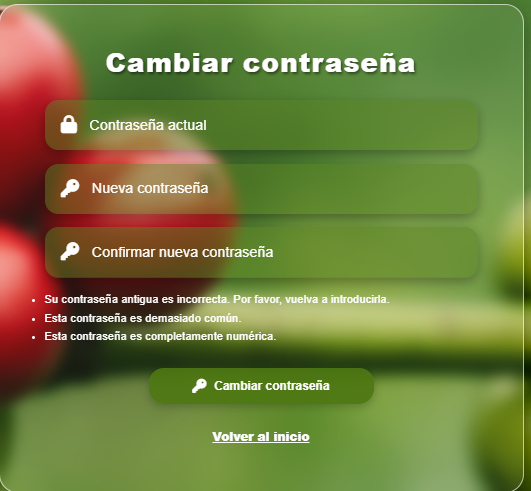 Cambiar contraseña
Contraseña actual
Nueva contraseña
Confirmar nueva contraseña
Su contraseña antigua es incorrecta. Por favor, vuelva a introducirla.
Esta contraseña es demasiado común.
Esta contraseña es completamente numérica.
Cambiar contraseña
Volver al inicio